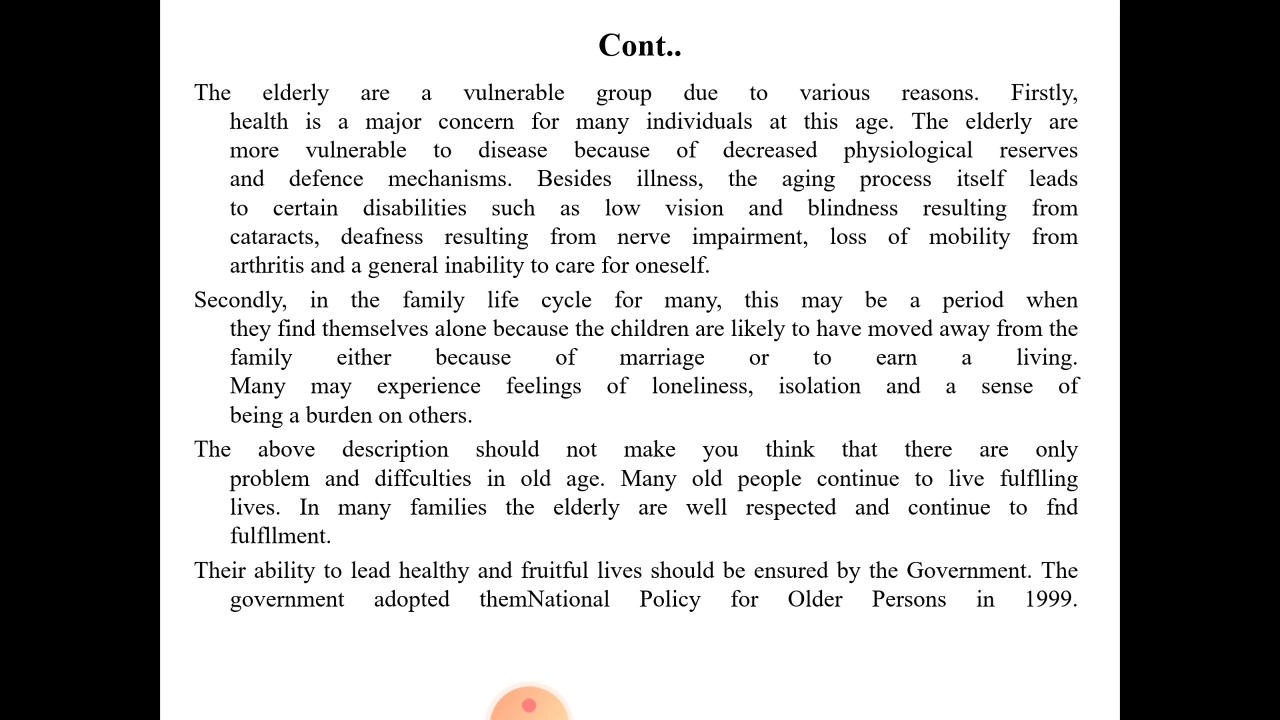 Cont..
The elderly are a vulnerable group due to various reasons. Firstly,
health is a major concern for many individuals at this age. The elderly are
more vulnerable to disease because of decreased physiological reserves
and defence mechanisms. Besides illness, the aging process itself leads
to certain disabilities such as low vision and blindness resulting from
cataracts, deafness resulting from nerve impairment, loss of mobility from
arthritis and a general inability to care for oneself.
Secondly, in the family life cycle for many, this may be a period when
they find themselves alone because the children are likely to have moved away from the
family either because of marriage or to earn a living.
Many may experience feelings of loneliness, isolation and a sense of
being a burden on others.
The above description should not make you think that there are only
problem and diffculties in old age. Many old people continue to live fulflling
lives. In many families the elderly are well respected and continue to fnd
fulfllment.
Their ability to lead healthy and fruitful lives should be ensured by the Government. The
government adopted themNational Policy for Older Persons in 1999.